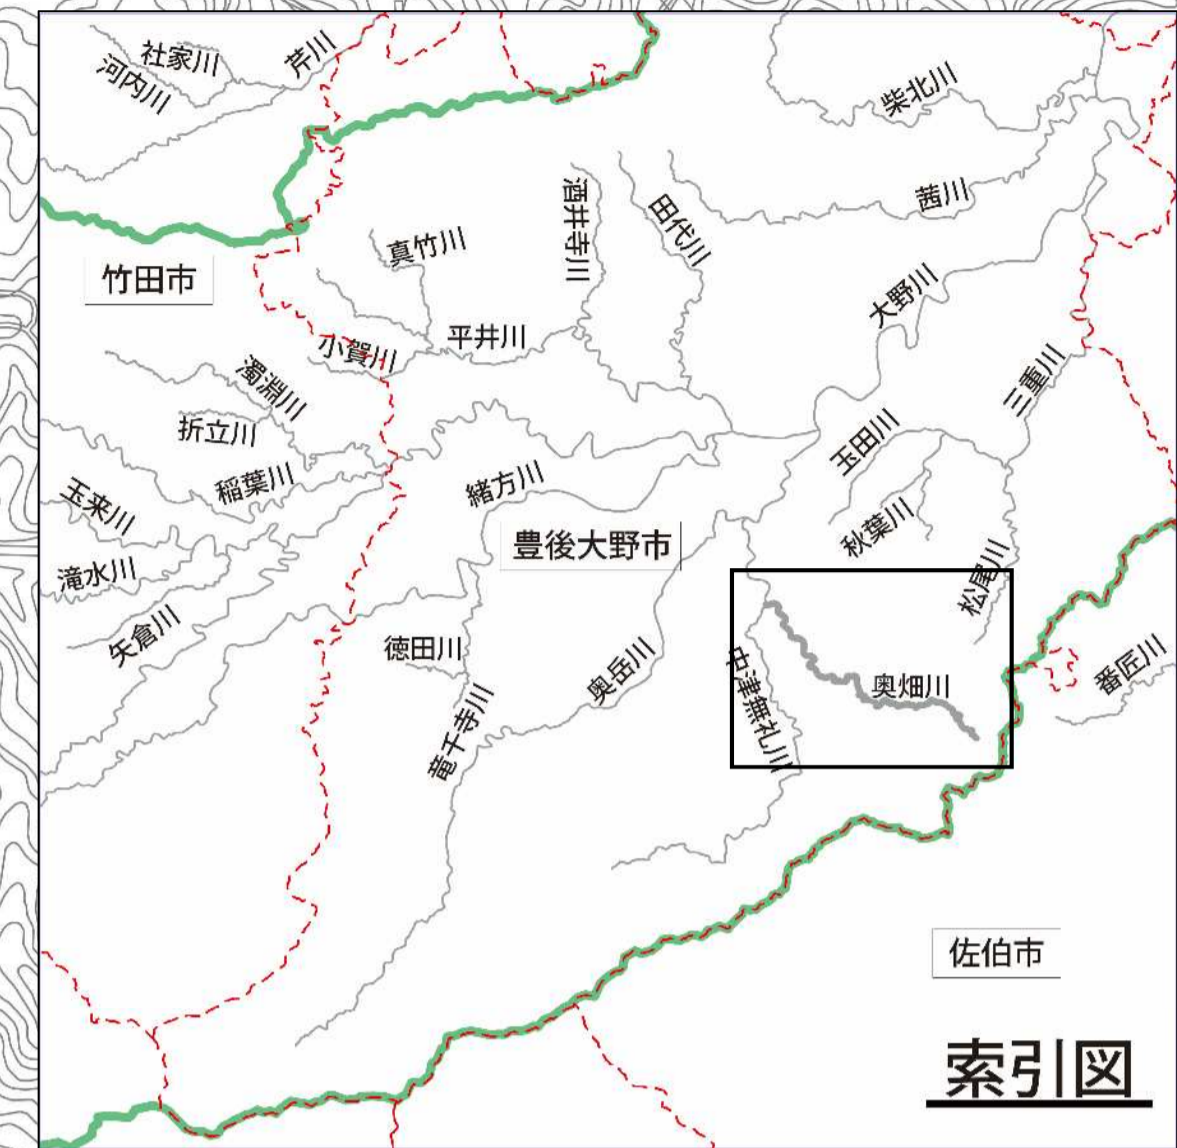 社家川
芹川
河内川
柴北川
茜川
酒井寺川
田代川
真竹川
竹田市
大野川
平井川
小賀川
三重川
濁淵川
折立川
玉田川
稲葉川
緒方川
玉来川
秋葉川
豊後大野市
滝水川
松尾川
矢倉川
徳田川
奥岳川
中津無礼川
奥畑川
番匠川
竜千寺川
佐伯市
索引図